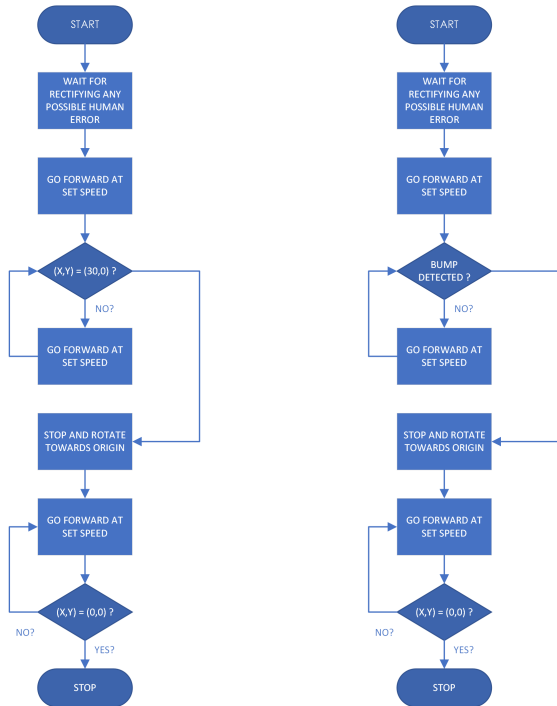 START
WAIT FOR
RECTIFYING ANY
POSSIBLE HUMAN
ERROR
GO FORWARD AT
SET SPEED
(X,Y) = (30,0) ?
NO?
GO FORWARD AT
SET SPEED
STOP AND ROTATE
TOWARDS ORIGIN
GO FORWARD AT
SET SPEED
(X,Y) = (0,0) ?
NO?
YES?
STOP
START
WAIT FOR
RECTIFYING ANY
POSSIBLE HUMAN
ERROR
GO FORWARD AT
SET SPEED
BUMP
DETECTED ?
NO?
GO FORWARD AT
SET SPEED
STOP AND ROTATE
TOWARDS ORIGIN
GO FORWARD AT
SET SPEED
(X,Y) = (0,0) ?
NO?
YES?
STOP